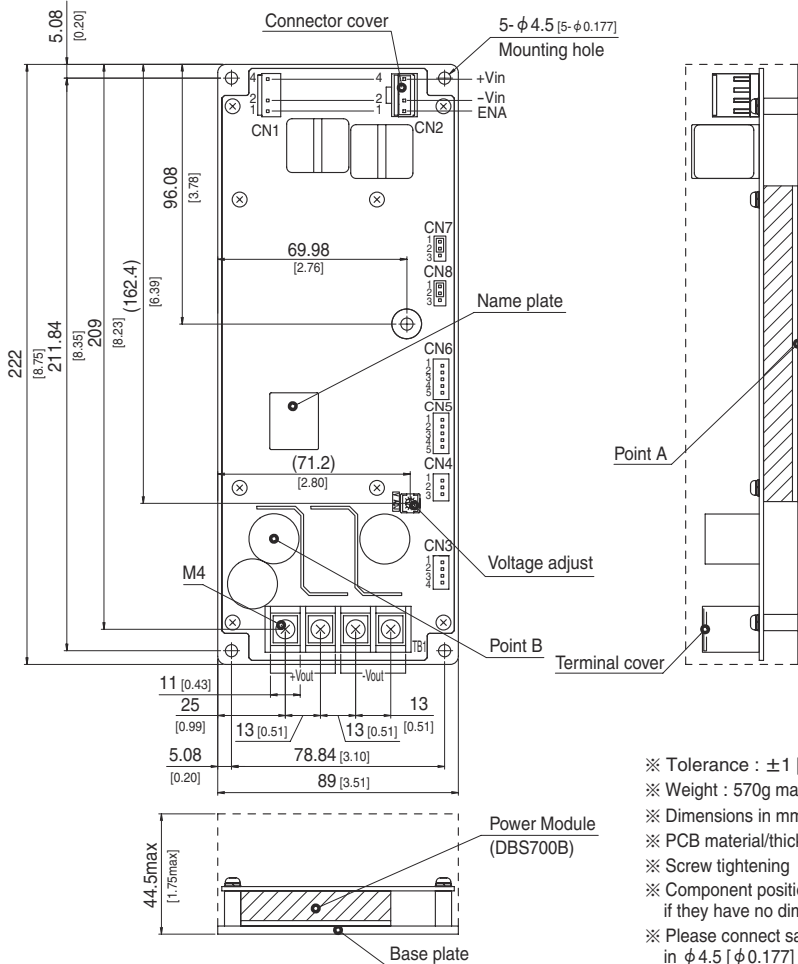 5.08
[0.20]
Connector cover
5-φ4.5 [5-φ0.177]
Mounting hole
4
2
1
CN1
4
2
1
CN2
+Vin
-Vin
ENA
96.08
[3.78]
69.98
[2.76]
(162.4)
[6.39]
209
[8.23]
211.84
[8.35]
222
[8.75]
CN7
1
2
3
CN8
1
2
3
Name plate
CN6
1
2
3
4
5
CN5
1
2
3
4
5
Point A
(71.2)
[2.80]
CN4
1
2
3
Voltage adjust
CN3
1
2
3
4
M4
TB1
Point B
Terminal cover
+Vout
-Vout
11 [0.43]
25
[0.99]
13 [0.51]
13 [0.51]
13
[0.51]
5.08
[0.20]
78.84 [3.10]
89 [3.51]
44.5max
[1.75max]
Power Module
(DBS700B)
Base plate
※ Tolerance : ±1 [
※ Weight : 570g ma
※ Dimensions in mm
※ PCB material/thick
※ Screw tightening
※ Component positio
if they have no dim
※ Please connect sa
in φ4.5 [φ0.177]